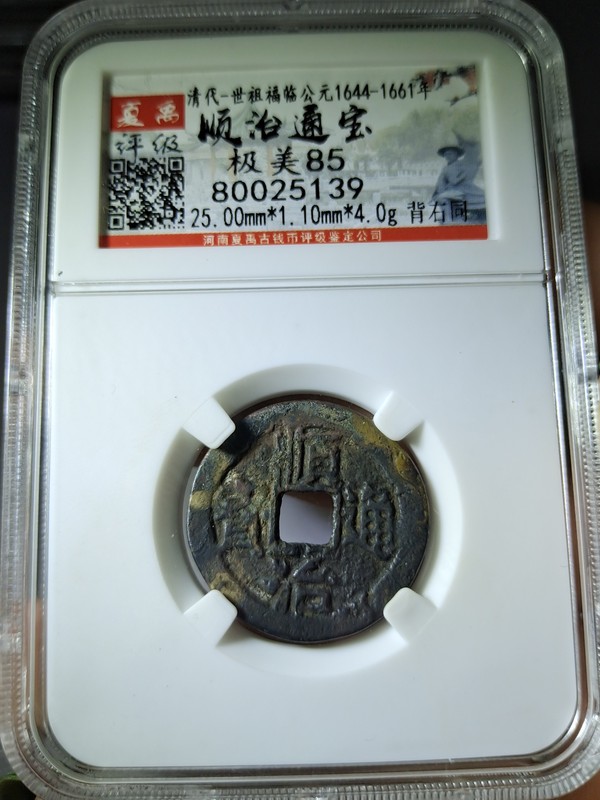 清代-世祖福临公元1644-1661年
夏禹
评级
顺治通宝
极美85
80025139
25.00mm*1.10mm*4.0g 背右同
河南夏禹古钱币评级鉴定公司
順治通寳